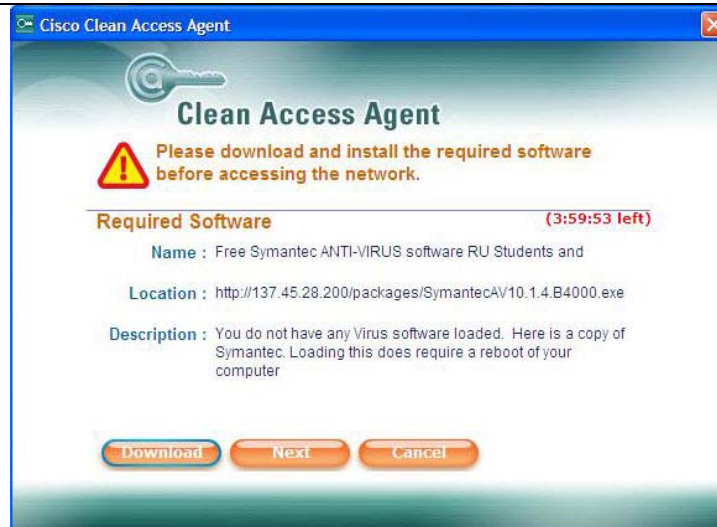 Cisco Clean Access Agent
Clean Access Agent
Please download and install the required software
before accessing the network.
Required Software (3:59:53 left)
Name : Free Symantec ANTI-VIRUS software RU Students and
Location : http://137.45.28.200/packages/SymantecAV10.1.4.B4000.exe
Description : You do not have any Virus software loaded. Here is a copy of
Symantec. Loading this does require a reboot of your
computer
Download Next Cancel